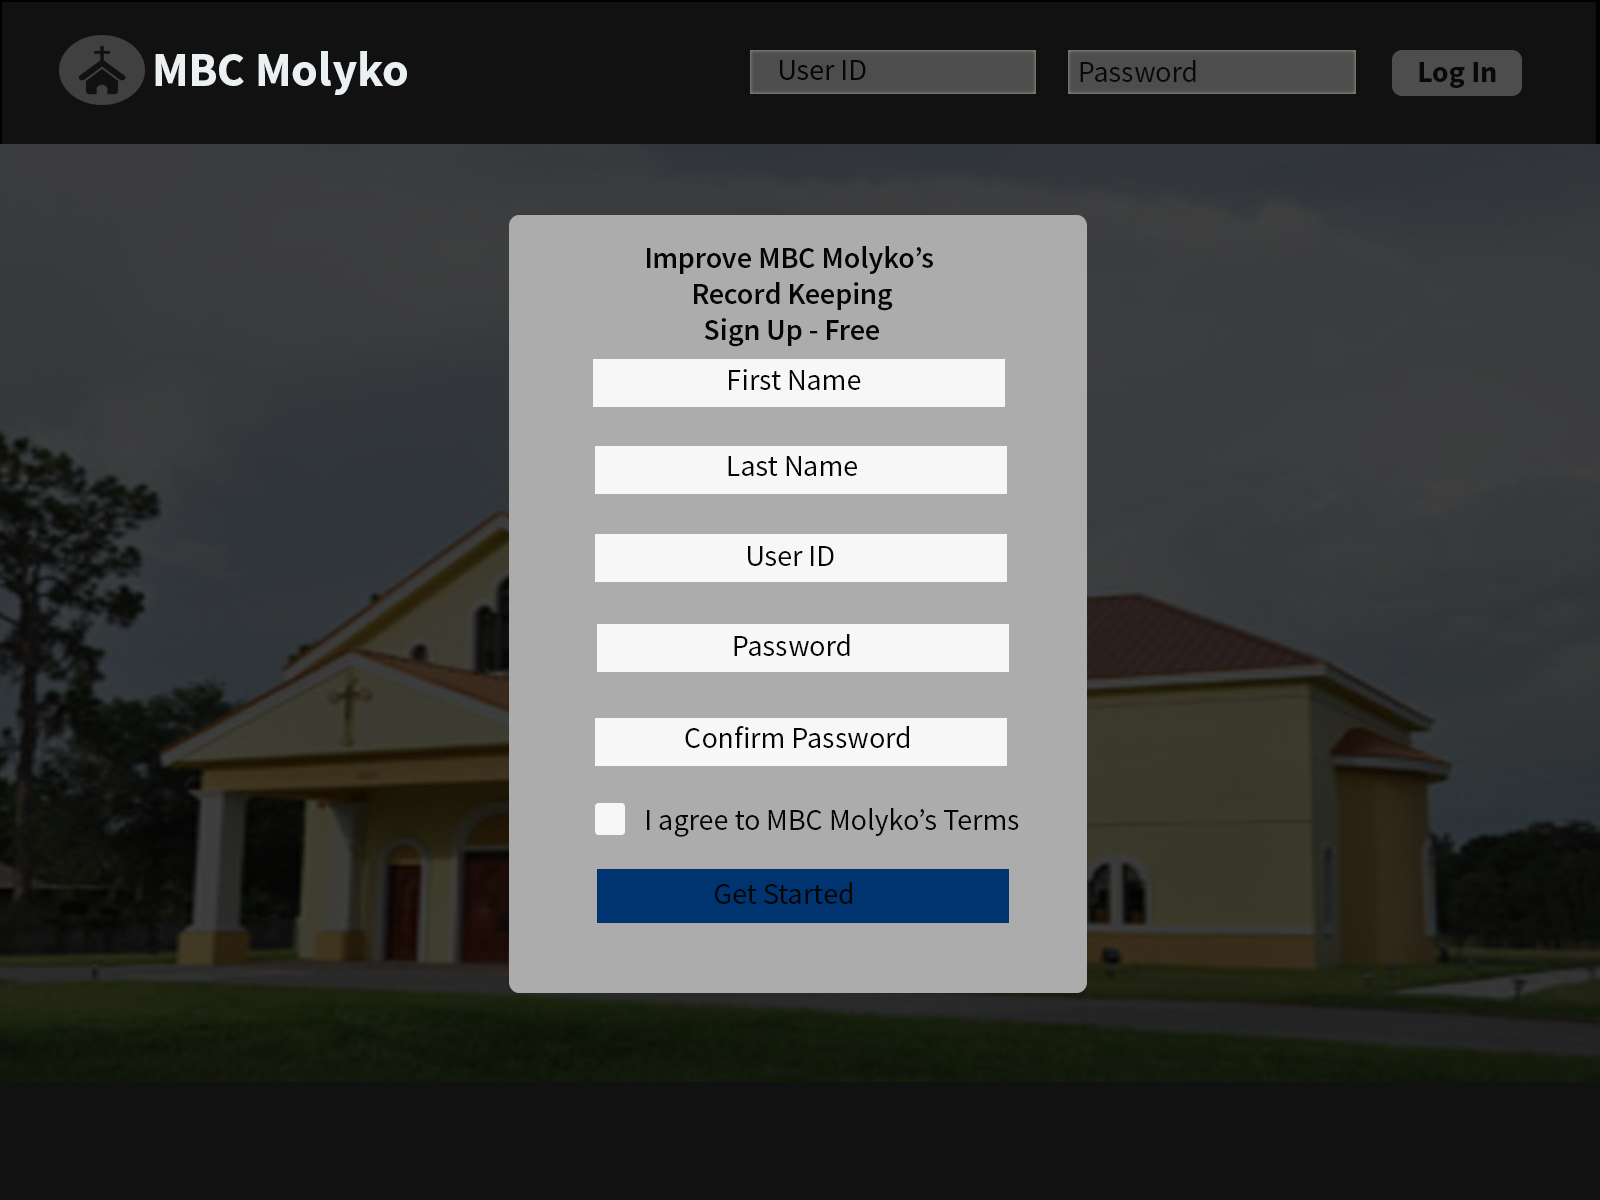 MBC Molyko
User ID
Password
Log In
Improve MBC Molyko’s
Record Keeping
Sign Up - Free
First Name
Last Name
User ID
Password
Confirm Password
I agree to MBC Molyko’s Terms
Get Started